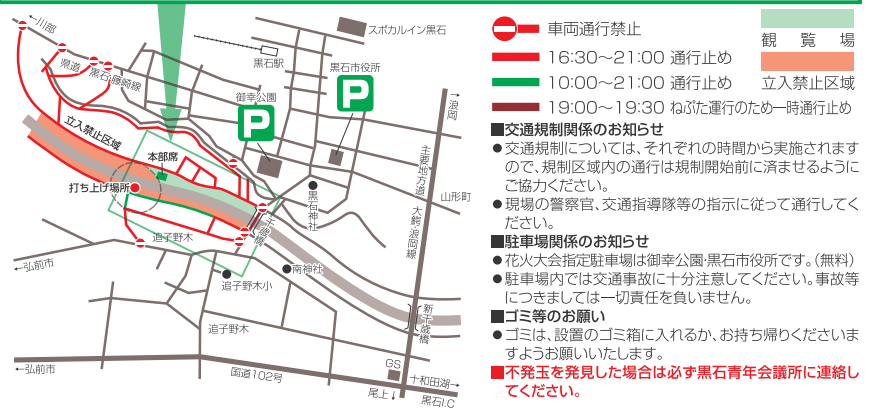 ←川部
県道
黒石藤崎線
立入禁止区域
本部席
打ち上げ場所
追子野木
←弘前市
スポカルイン黒石
黒石駅
黒石市役所
御幸公園
P
P
→浪岡
主要地方道 大鰐・浪岡線
山形町
黒石神社
千歳橋
南神社
追子野木小
追子野木
新千歳橋
←弘前市
国道102号
GS
十和田湖→
尾上↓
黒石I.C
車両通行禁止
16:30〜21:00 通行止め
10:00〜21:00 通行止め
19:00〜19:30 ねぷた運行のため一時通行止め
観覧場
立入禁止区域
■交通規制関係のお知らせ
●交通規制については、それぞれの時間から実施されます
ので、規制区域内の通行は規制開始前に済ませるように
ご協力ください。
●現場の警察官、交通指導隊等の指示に従って通行してく
ださい。
■駐車場関係のお知らせ
●花火大会指定駐車場は御幸公園・黒石市役所です。(無料)
●駐車場内では交通事故に十分注意してください。事故等
につきましては一切責任を負いません。
■ゴミ等のお願い
●ゴミは、設置のゴミ箱に入れるか、お持ち帰りくださいま
すようお願いいたします。
■不発玉を発見した場合は必ず黒石青年会議所に連絡し
てください。